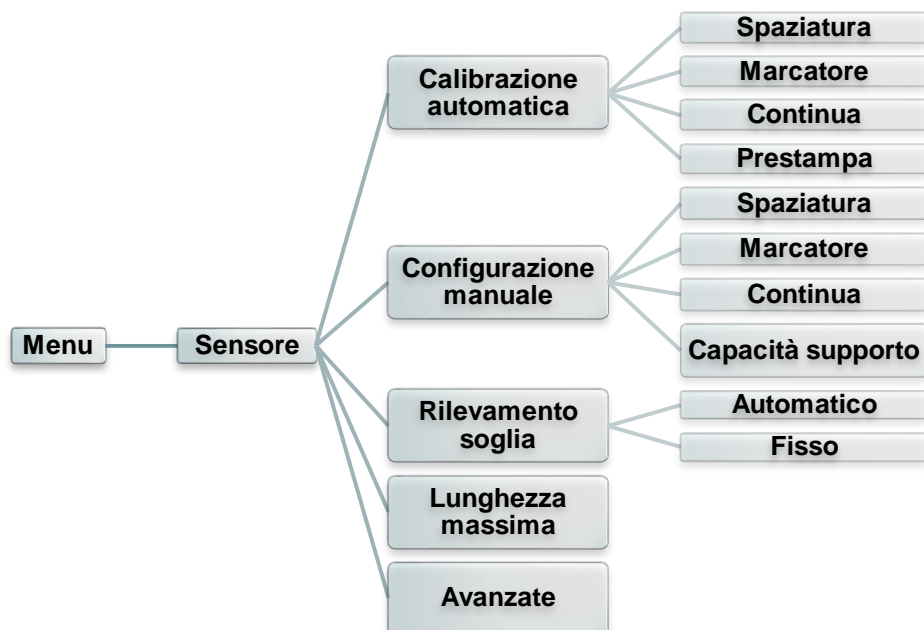 Menu
Sensore
Calibrazione
automatica
Spaziatura
Marcatore
Continua
Prestampa
Configurazione
manuale
Spaziatura
Marcatore
Continua
Capacità supporto
Rilevamento
soglia
Automatico
Fisso
Lunghezza
massima
Avanzate